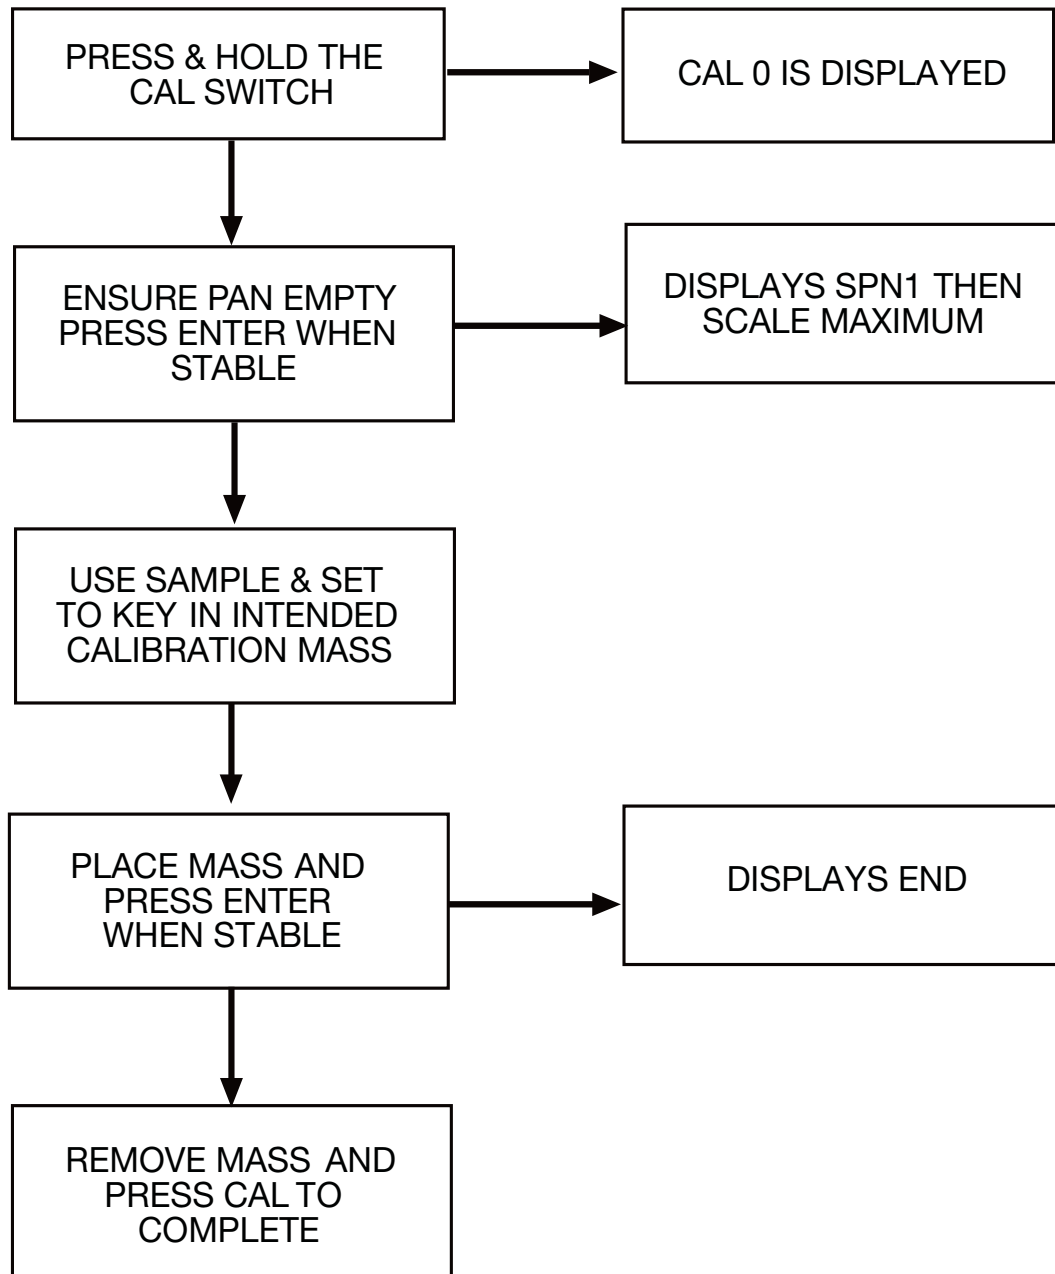 PRESS & HOLD THE
CAL SWITCH
CAL 0 IS DISPLAYED
ENSURE PAN EMPTY
PRESS ENTER WHEN
STABLE
DISPLAYS SPN1 THEN
SCALE MAXIMUM
USE SAMPLE & SET
TO KEY IN INTENDED
CALIBRATION MASS
PLACE MASS AND
PRESS ENTER
WHEN STABLE
DISPLAYS END
REMOVE MASS AND
PRESS CAL TO
COMPLETE